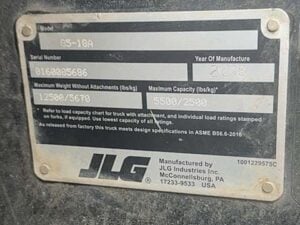 Model
G5-18A
Serial Number
Year Of Manufacture
0160005686
Maximum Weight Without Attachments (lbs/kg)
Maximum Capacity (lbs/kg)
12500/5670
5500/2500
• Refer to load capacity chart for truck with attachment, and individual load ratings stamped
on forks, if equipped. Use lowest capacity of all ratings.
•As released from factory this truck meets design specifications in ASME B56.6-2016
JLG
®
Manufactured by
JLG Industries Inc.
McConnellsburg, PA
17233-9533 USA
1001229575C